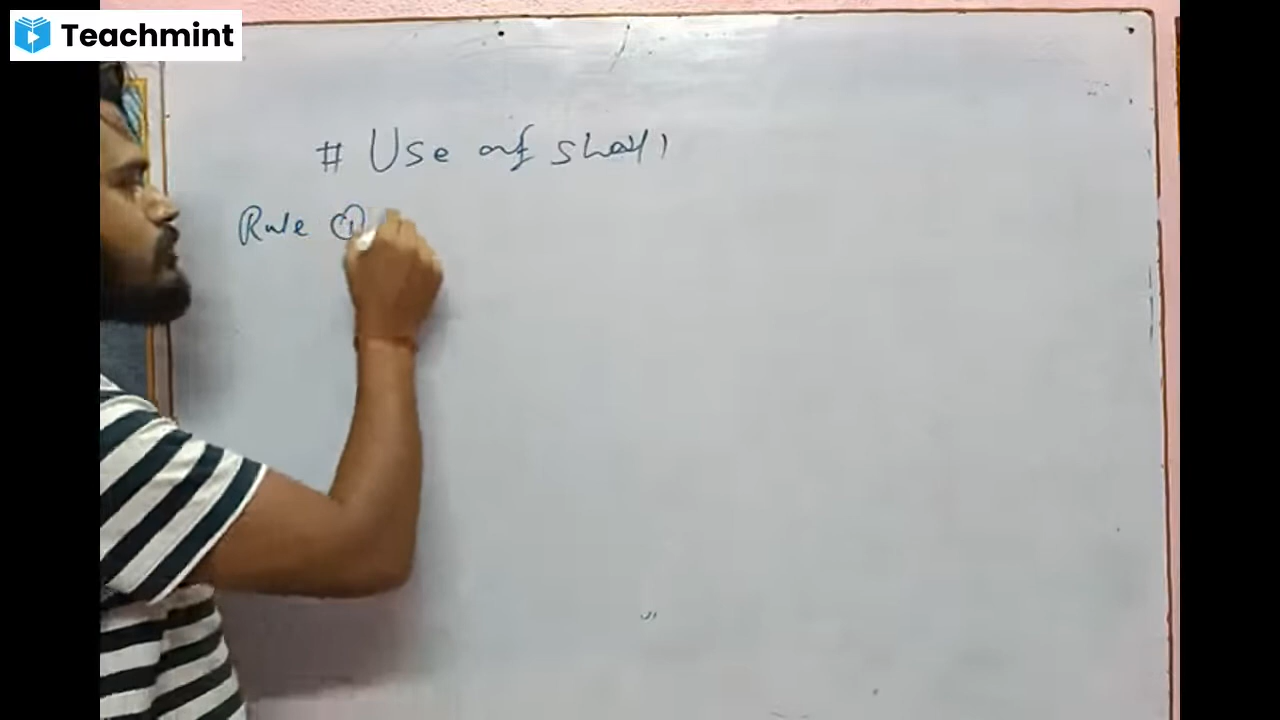 Teachmint
# Use of shall
Rule ①